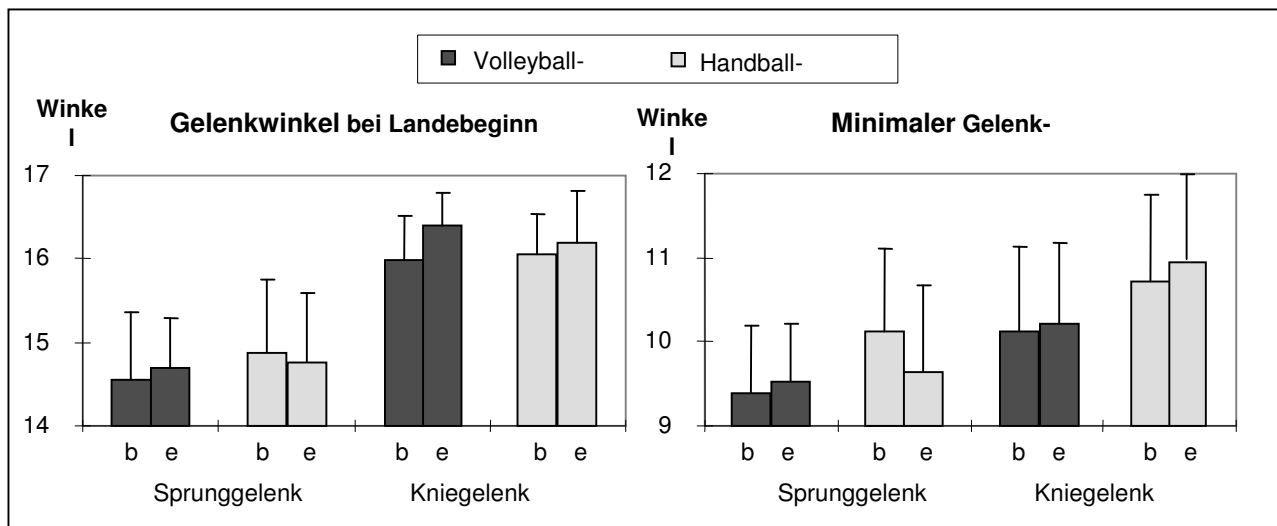 Volleyball- Handball-
Winke
l
Gelenkwinkel bei Landebeginn
17
16
15
14
b e b e b e b e
Sprunggelenk Kniegelenk
Winke
l
Minimaler Gelenk-
12
11
10
9
b e b e b e b e
Sprunggelenk Kniegelenk